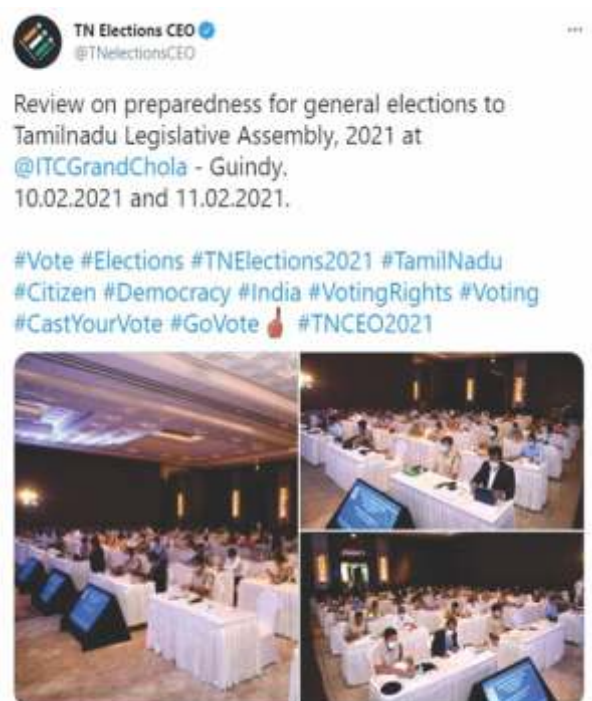 TN Elections CEO
@TNelectionsCEO
Review on preparedness for general elections to
Tamilnadu Legislative Assembly, 2021 at
@ITCGrandChola - Guindy.
10.02.2021 and 11.02.2021.
#Vote #Elections #TNElections2021 #TamilNadu
#Citizen #Democracy #India #VotingRights #Voting
#CastYourVote #GoVote☝🏾 #TNCEO2021